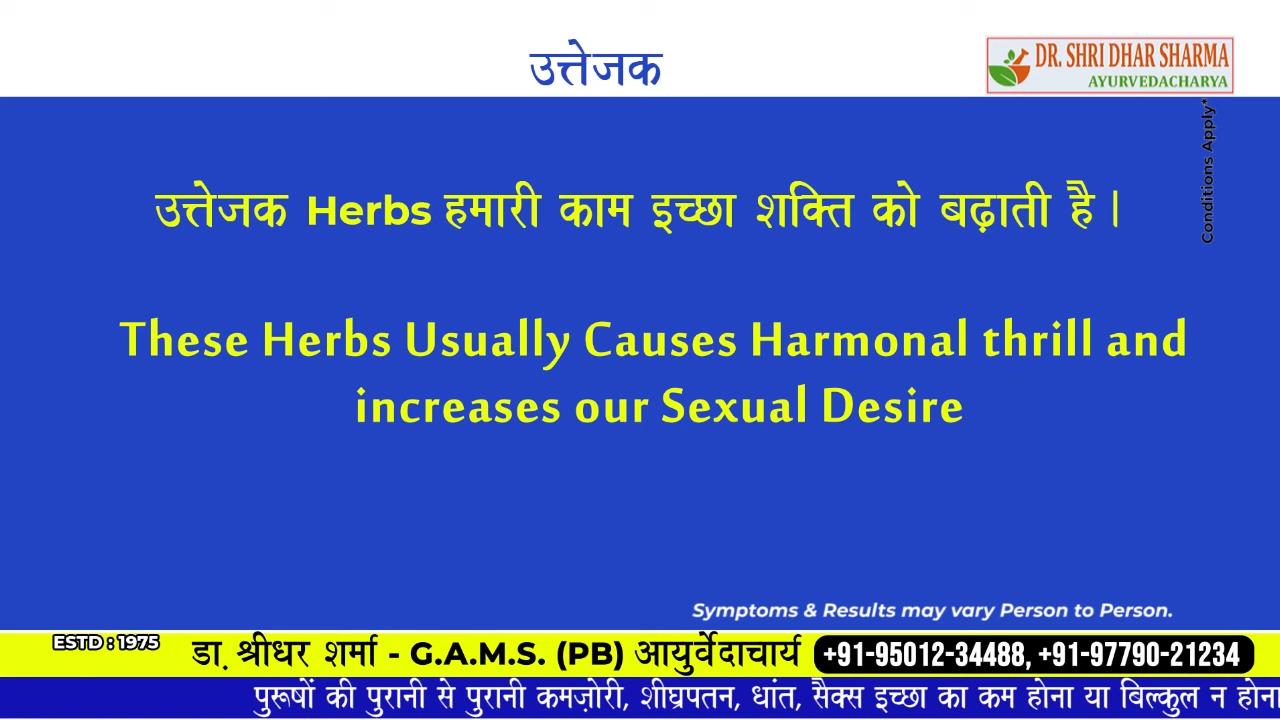 उत्तेजक
DR. SHRI DHAR SHARMA
AYURVEDACHARYA
Conditions Apply*
उत्तेजक Herbs हमारी काम इच्छा शक्ति को बढ़ाती है।
These Herbs Usually Causes Harmonal thrill and
increases our Sexual Desire
Symptoms & Results may vary Person to Person.
ESTD : 1975
डा. श्रीधर शर्मा - G.A.M.S. (PB) आयुर्वेदाचार्य
+91-95012-34488, +91-97790-21234
पुरूषों की पुरानी से पुरानी कमज़ोरी, शीघ्रपतन, धांत, सैक्स इच्छा का कम होना या बिल्कुल न होना